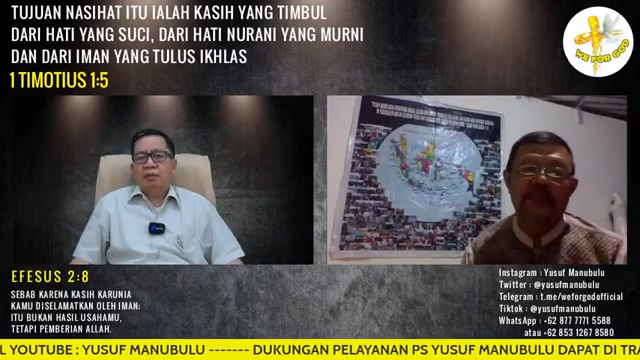 TUJUAN NASIHAT ITU IALAH KASIH YANG TIMBUL
DARI HATI YANG SUCI, DARI HATI NURANI YANG MURNI
DAN DARI IMAN YANG TULUS IKHLAS
1 TIMOTIUS 1:5
WE FOR GOD
EFESUS 2:8
SEBAB KARENA KASIH KARUNIA
KAMU DISELAMATKAN OLEH IMAN;
ITU BUKAN HASIL USAHAMU,
TETAPI PEMBERIAN ALLAH.
Instagram : Yusuf Manubulu
Twitter : @yusufmanubulu
Telegram : t.me/weforgodofficial
Tiktok : @yusufmanubulu
WhatsApp : +62 877 7771 5588
atau +62 853 1267 8580
L YOUTUBE : YUSUF MANUBULU ------- DUKUNGAN PELAYANAN PS YUSUF MANUBULU DAPAT DI TRA